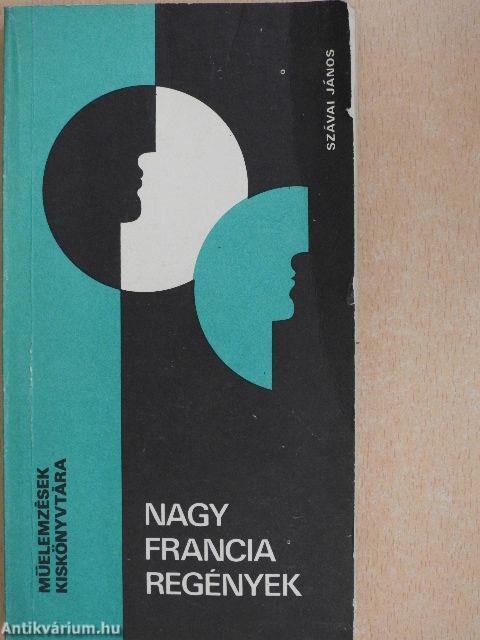 SZÁVAI JÁNOS
MŰELEMZÉSEK
KISKÖNYVTÁRA
NAGY
FRANCIA
REGÉNYEK
Antikvárium.hu